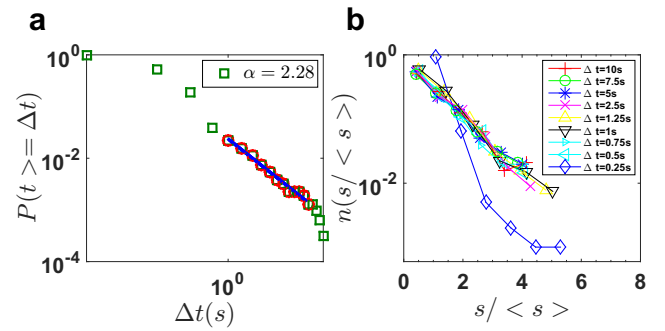 a
P(t >= Δt)
10^0
10^-2
10^-4
α = 2.28
10^0
Δt(s)
b
n(s/ < s >)
10^0
10^-2
Δ t=10s
Δ t=7.5s
Δ t=5s
Δ t=2.5s
Δ t=1.25s
Δ t=1s
Δ t=0.75s
Δ t=0.5s
Δ t=0.25s
0 2 4 6 8
s/ < s >